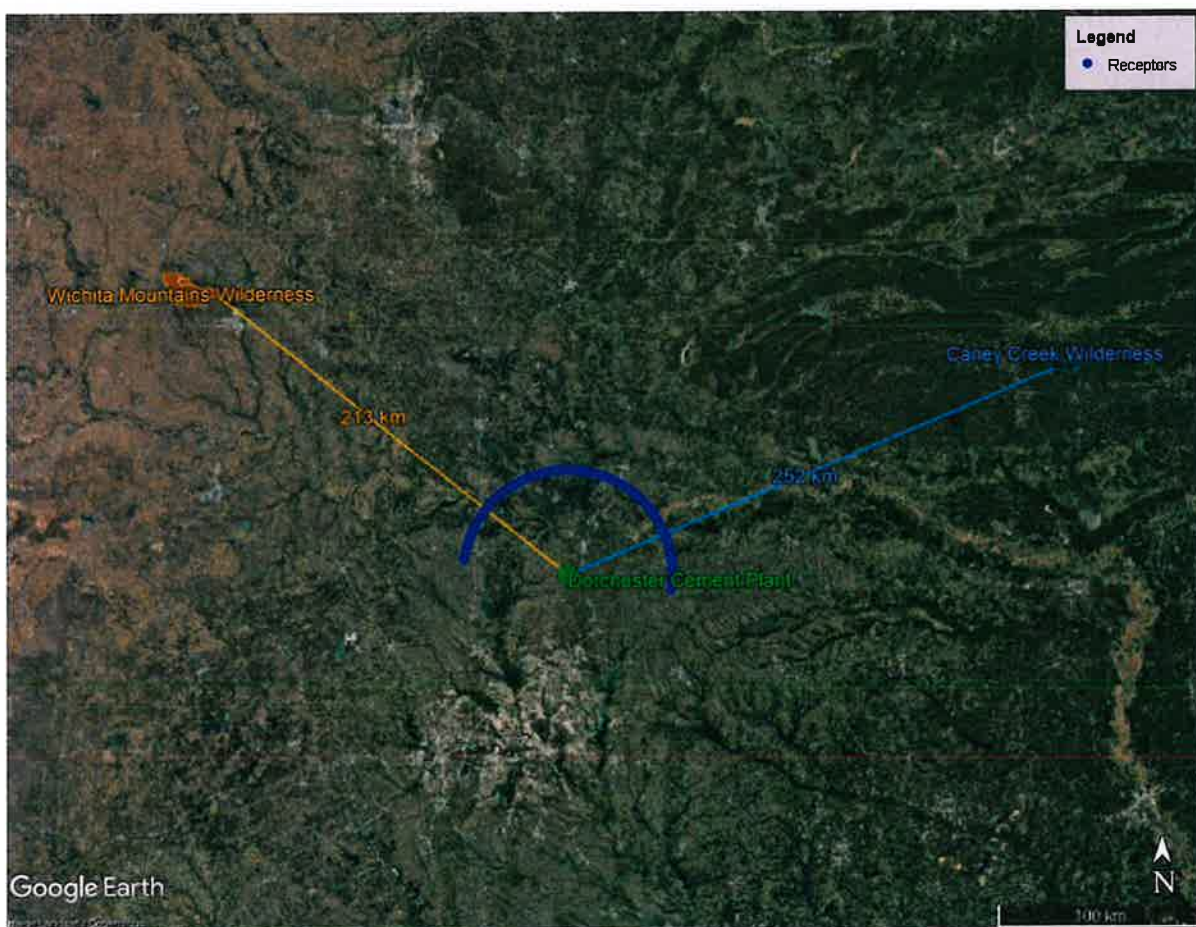 Legend
Receptors
Wichita Mountains Wilderness
Caney Creek Wilderness
213 km
252 km
Dorchester Cement Plant
Google Earth
N
100 km